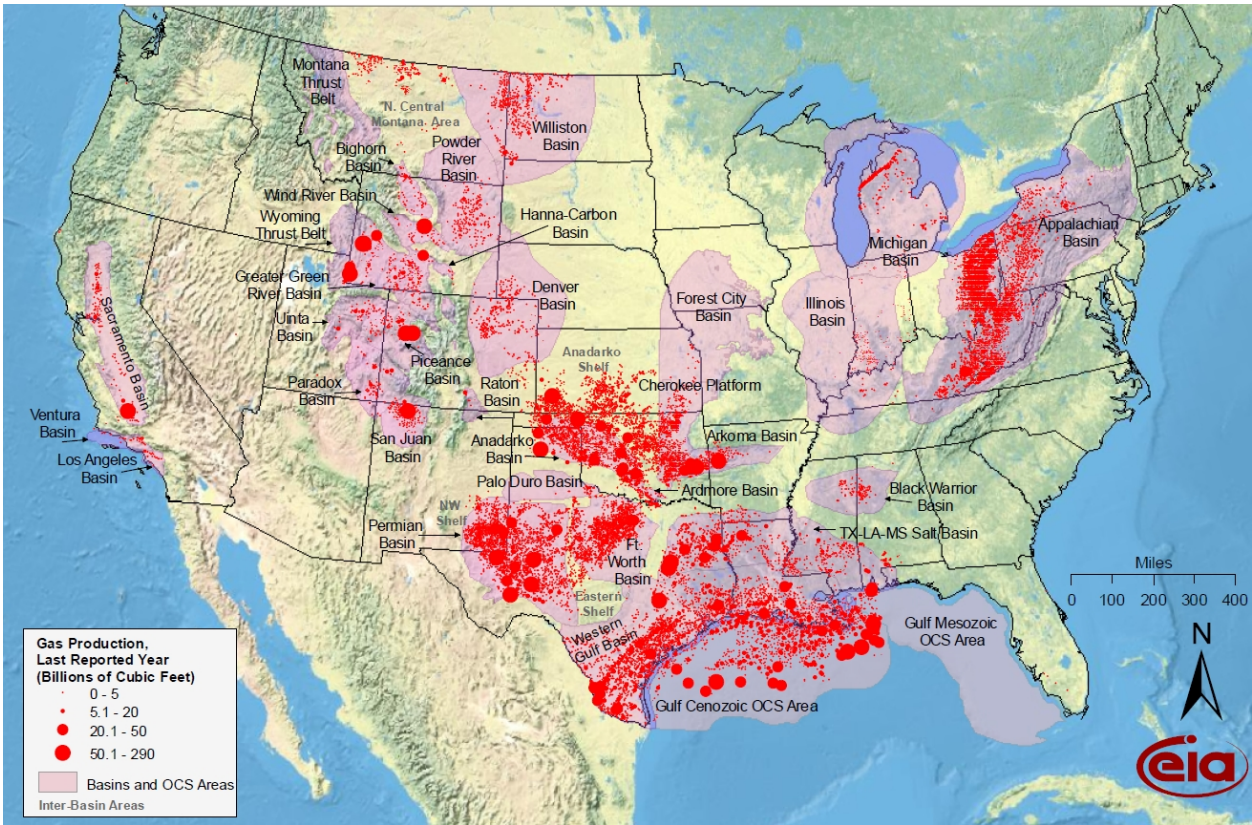 Montana
Thrust
Belt
N. Central
Montana Area
Williston
Basin
Powder
River
Basin
Bighorn
Basin
Wind River Basin
Wyoming
Thrust Belt
Hanna-Carbon
Basin
Greater Green
River Basin
Uinta
Basin
Denver
Basin
Piceance
Basin
Paradox
Basin
Raton
Basin
San Juan
Basin
Sacramento Basin
Ventura
Basin
Los Angeles
Basin
Forest City
Basin
Anadarko
Shelf
Cherokee Platform
Anadarko
Basin
Arkoma Basin
Palo Duro Basin
Ardmore Basin
NW
Shelf
Permian
Basin
Ft.
Worth
Basin
Eastern
Shelf
Western
Gulf Basin
Illinois
Basin
Michigan
Basin
Appalachian
Basin
Black Warrior
Basin
TX-LA-MS Salt Basin
Gulf Mesozoic
OCS Area
Gulf Cenozoic OCS Area
Miles
0 100 200 300 400
N
eia
Gas Production,
Last Reported Year
(Billions of Cubic Feet)
0 - 5
5.1 - 20
20.1 - 50
50.1 - 290
Basins and OCS Areas
Inter-Basin Areas